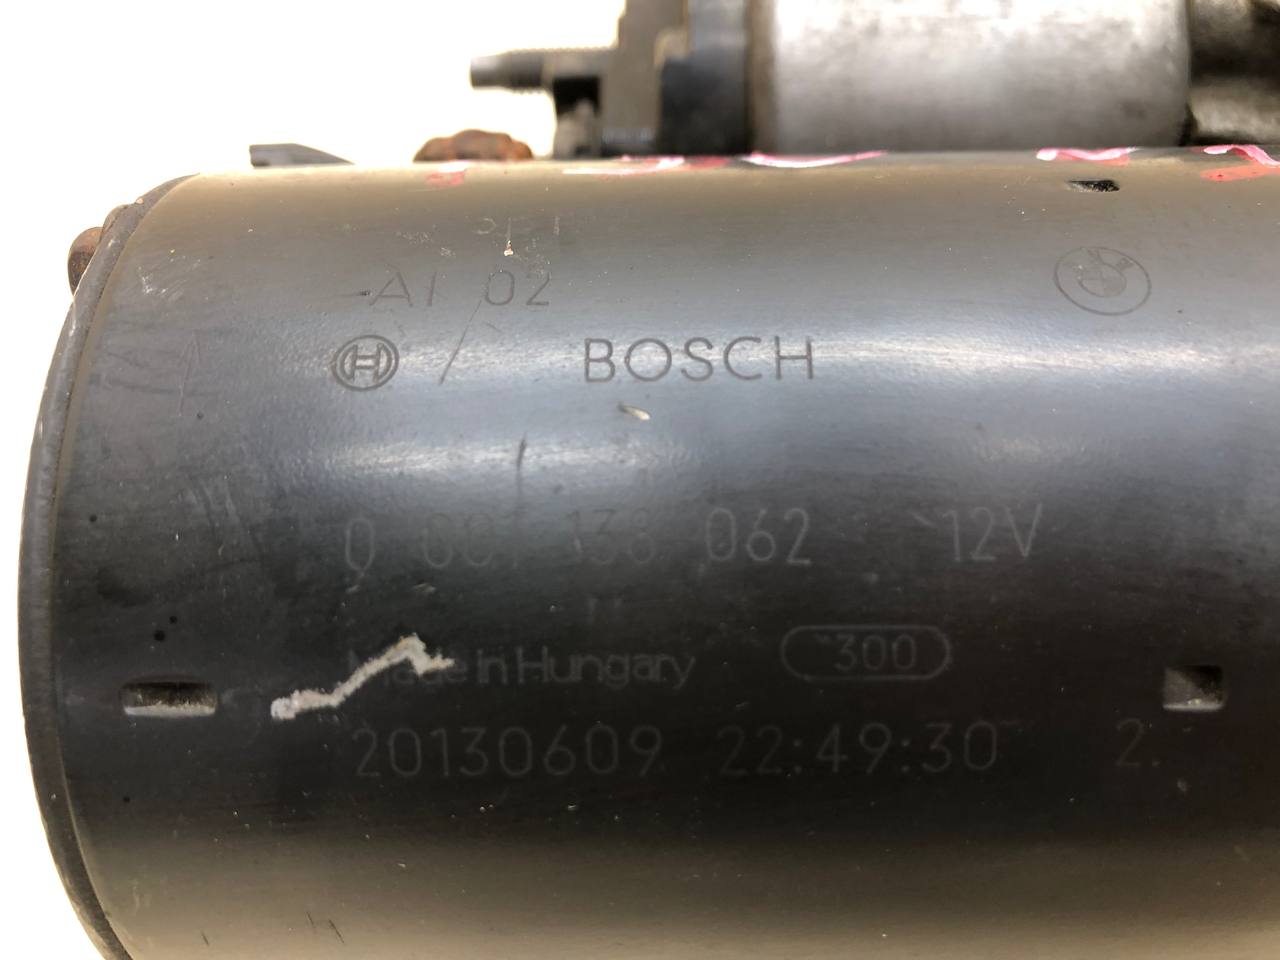 AI 02
BOSCH
0 001 138 062 12V
Made in Hungary 300
20130609 22:49:30 2.